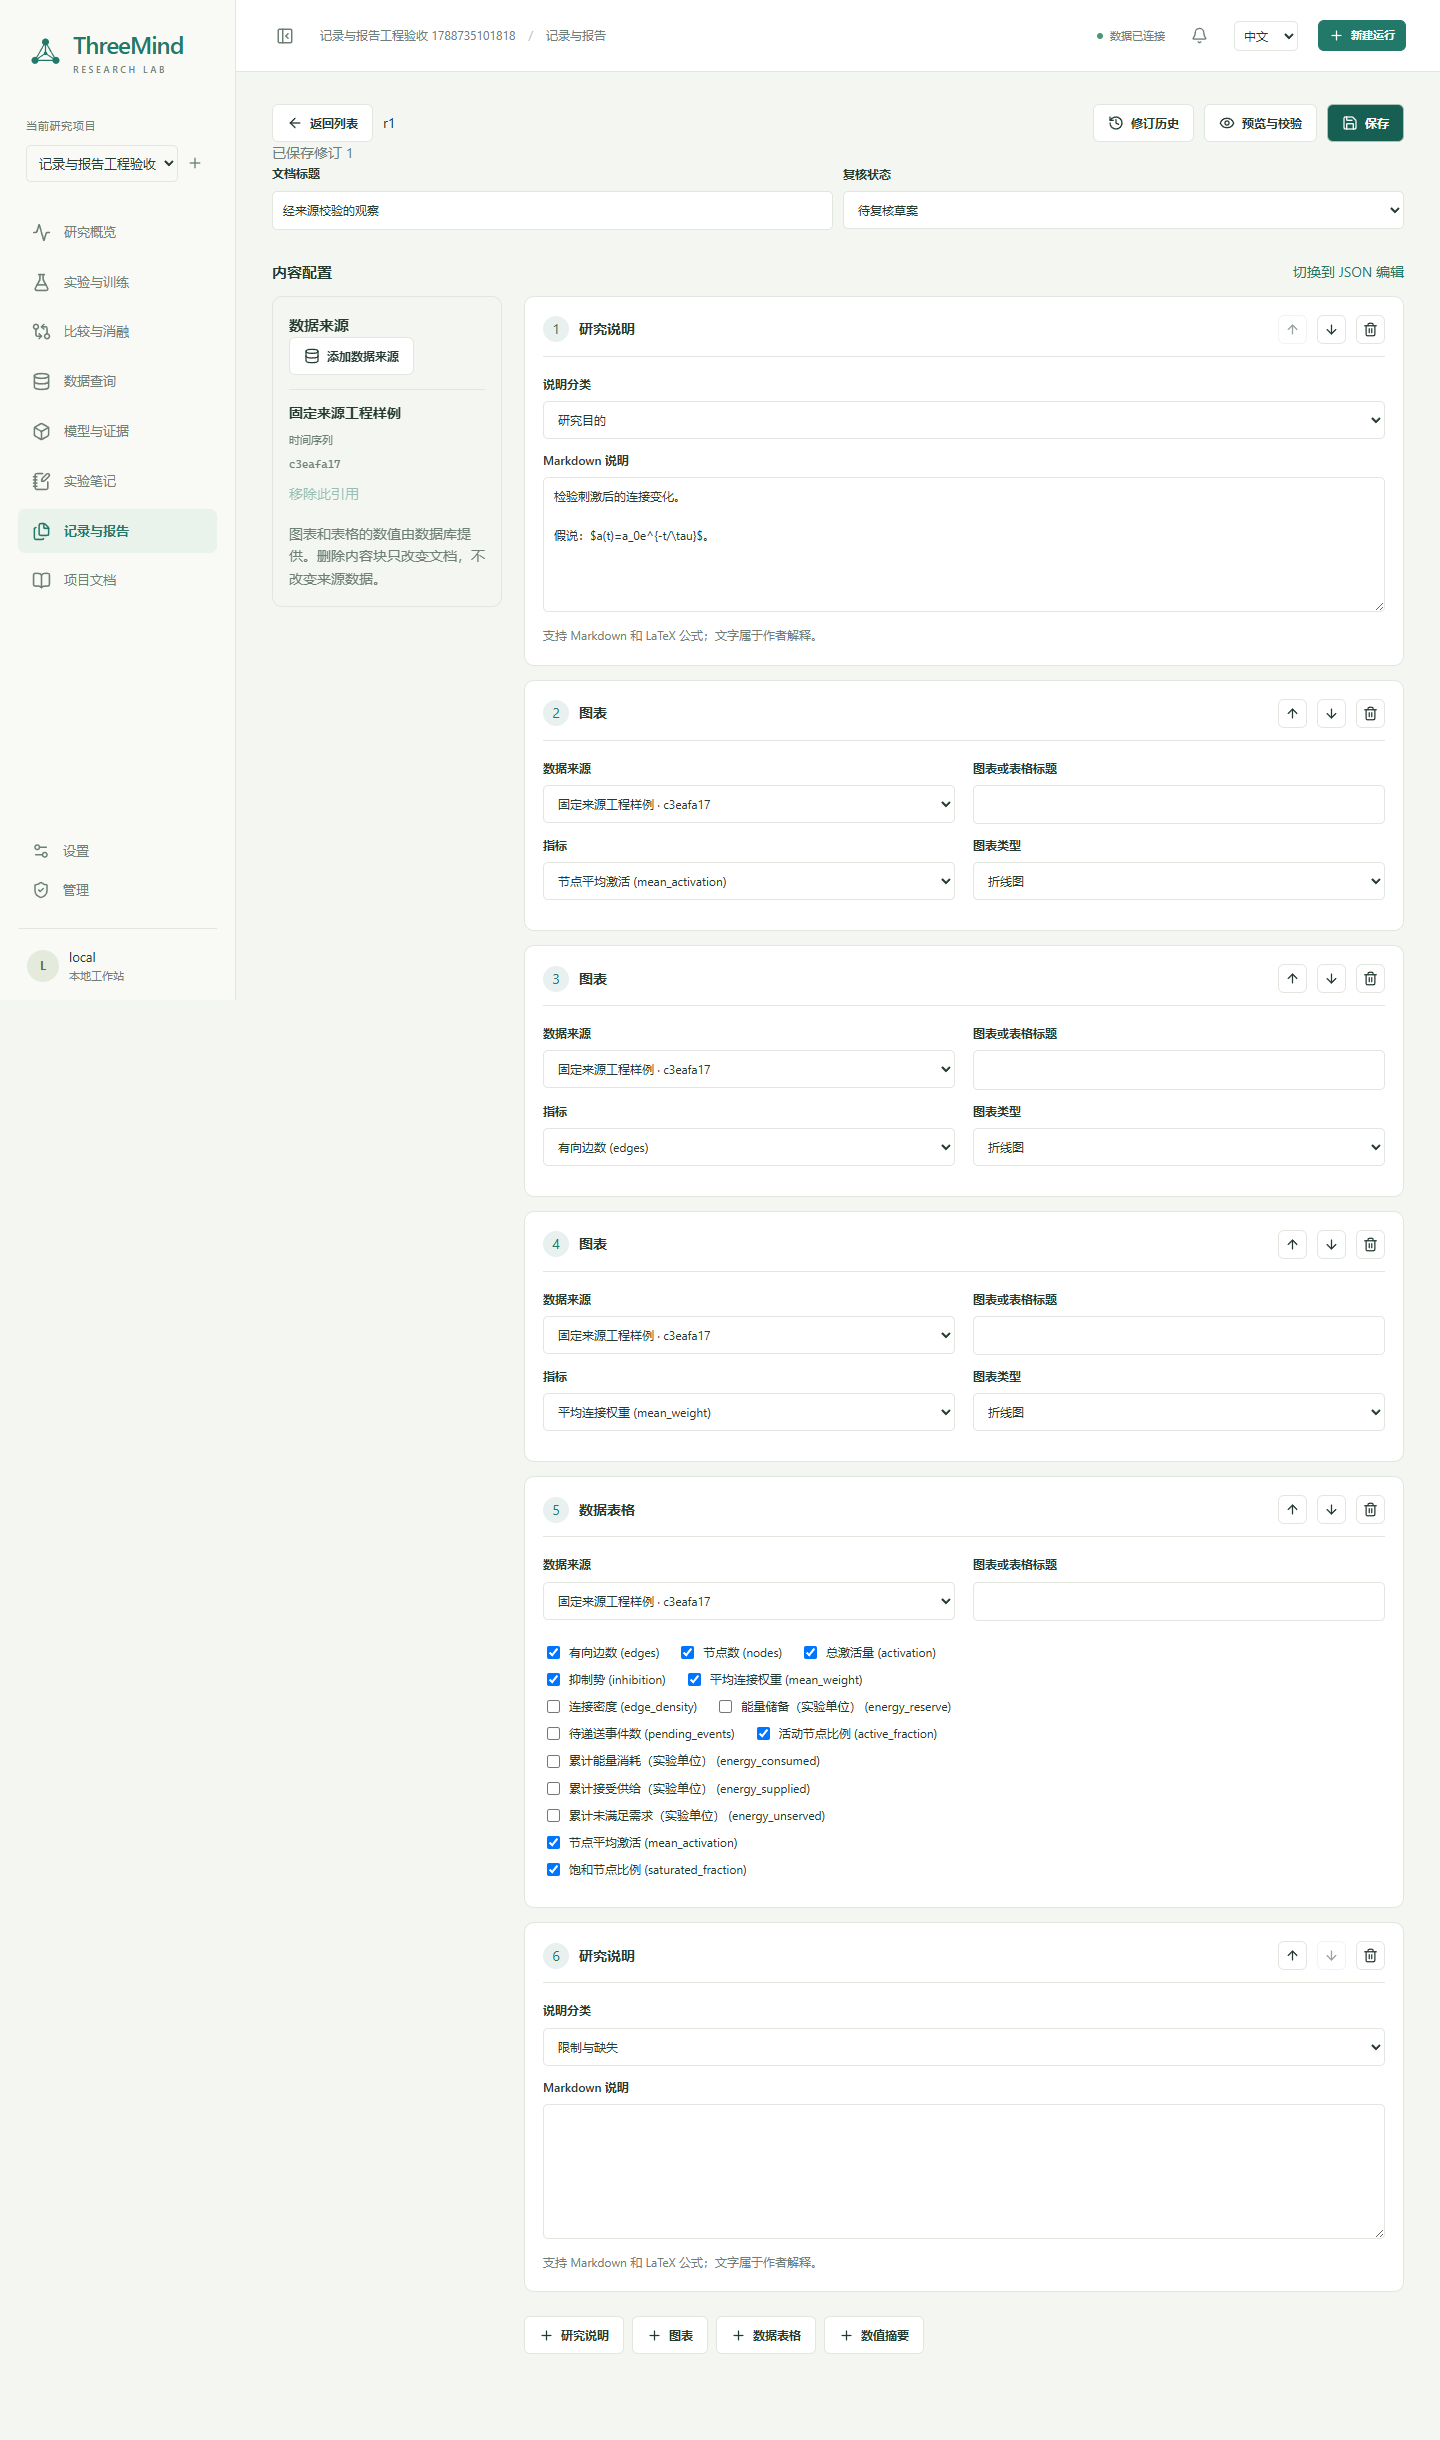 ThreeMind
RESEARCH LAB
当前研究项目
记录与报告工程验收
研究概览
实验与训练
比较与消融
数据查询
模型与证据
实验笔记
记录与报告
项目文档
设置
管理
L
local
本地工作站
记录与报告工程验收 1788735101818 / 记录与报告
数据已连接
中文
新建运行
返回列表
r1
修订历史
预览与校验
保存
已保存修订 1
文档标题
经来源校验的观察
复核状态
待复核草案
内容配置
切换到 JSON 编辑
数据来源
添加数据来源
固定来源工程样例
时间序列
c3eafa17
移除此引用
图表和表格的数值由数据库提
供。删除内容块只改变文档，不
改变来源数据。
1 研究说明
说明分类
研究目的
Markdown 说明
检验刺激后的连接变化。
假说：$a(t)=a_0e^{-t/\tau}$。
支持 Markdown 和 LaTeX 公式；文字属于作者解释。
2 图表
数据来源
固定来源工程样例 · c3eafa17
图表或表格标题
指标
节点平均激活 (mean_activation)
图表类型
折线图
3 图表
数据来源
固定来源工程样例 · c3eafa17
图表或表格标题
指标
有向边数 (edges)
图表类型
折线图
4 图表
数据来源
固定来源工程样例 · c3eafa17
图表或表格标题
指标
平均连接权重 (mean_weight)
图表类型
折线图
5 数据表格
数据来源
固定来源工程样例 · c3eafa17
图表或表格标题
有向边数 (edges) 节点数 (nodes) 总激活量 (activation)
抑制势 (inhibition) 平均连接权重 (mean_weight)
连接密度 (edge_density) 能量储备（实验单位） (energy_reserve)
待递送事件数 (pending_events) 活动节点比例 (active_fraction)
累计能量消耗（实验单位） (energy_consumed)
累计接受供给（实验单位） (energy_supplied)
累计未满足需求（实验单位） (energy_unserved)
节点平均激活 (mean_activation)
饱和节点比例 (saturated_fraction)
6 研究说明
说明分类
限制与缺失
Markdown 说明
支持 Markdown 和 LaTeX 公式；文字属于作者解释。
研究说明
图表
数据表格
数值摘要